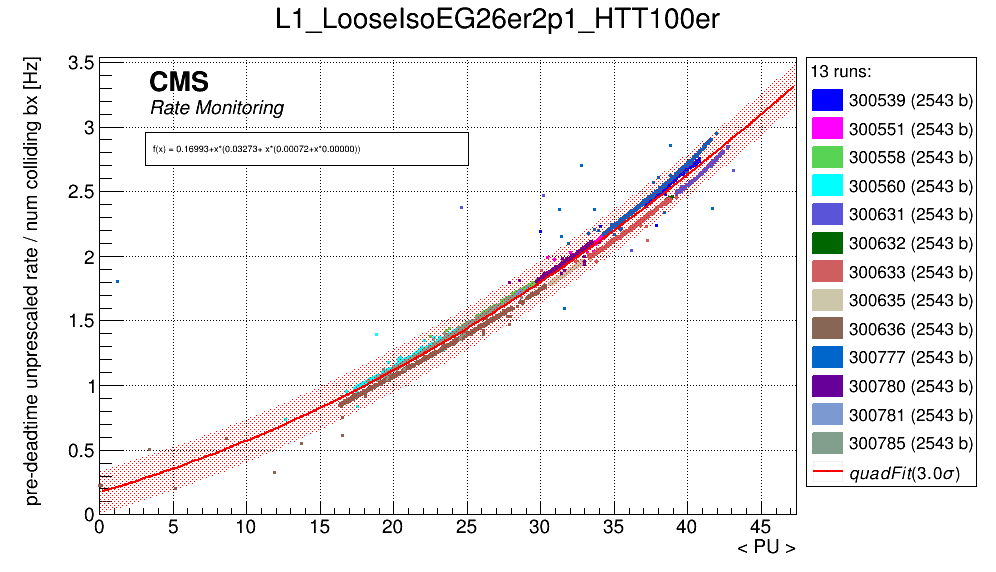 L1_LooseIsoEG26er2p1_HTT100er
pre-deadtime unprescaled rate / num colliding bx [Hz]
3.5
3
2.5
2
1.5
1
0.5
0
CMS
Rate Monitoring
f(x) = 0.16993+x*(0.03273+ x*(0.00072+x*0.00000))
0 5 10 15 20 25 30 35 40 45
< PU >
13 runs:
300539 (2543 b)
300551 (2543 b)
300558 (2543 b)
300560 (2543 b)
300631 (2543 b)
300632 (2543 b)
300633 (2543 b)
300635 (2543 b)
300636 (2543 b)
300777 (2543 b)
300780 (2543 b)
300781 (2543 b)
300785 (2543 b)
quadFit(3.0σ)